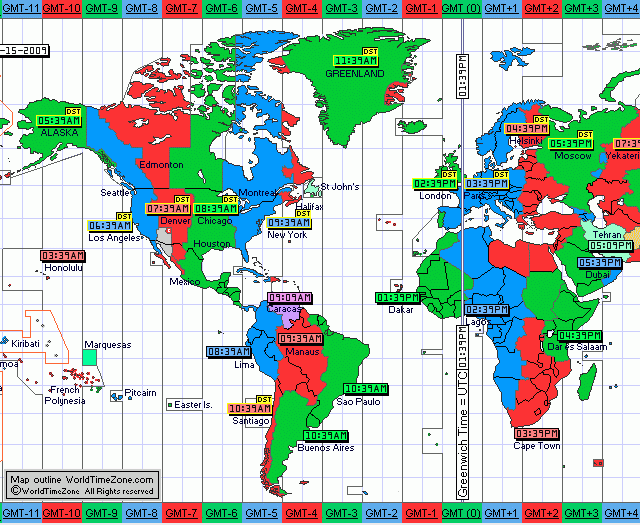 GMT-11 GMT-10 GMT-9 GMT-8 GMT-7 GMT-6 GMT-5 GMT-4 GMT-3 GMT-2 GMT-1 GMT (0) GMT+1 GMT+2 GMT+3 GMT+4
-15-2009
DST
11:39AM
GREENLAND
01:39PM
DST
05:39AM
ALASKA
DST
04:39PM
Helsinki
DST
05:39PM
Moscow
07:39
Yekateri
Edmonton
Seattle
Montreal
St John's
Halifax
DST
02:39PM
London
DST
03:39PM
Paris
DST
07:39AM
Denver
DST
08:39AM
Chicago
DST
06:39AM
Los Angeles
DST
09:39AM
New York
Houston
Tehran
05:09PM
05:39PM
Dubai
03:39AM
Honolulu
Mexico
09:09AM
Caracas
01:39PM
Dakar
02:39PM
Lagos
Kiribati
Marquesas
moa
08:39AM
Lima
09:39AM
Manaus
04:39PM
Dar es Salaam
French
Polynesia
Pitcairn
Easter Is.
10:39AM
Sao Paulo
DST
10:39AM
Santiago
10:39AM
Buenos Aires
03:39PM
Cape Town
Greenwich Time = UTC 01:39PM
Map outline WorldTimeZone.com
©WorldTimeZone All Rights reserved
GMT-11 GMT-10 GMT-9 GMT-8 GMT-7 GMT-6 GMT-5 GMT-4 GMT-3 GMT-2 GMT-1 GMT (0) GMT+1 GMT+2 GMT+3 GMT+4